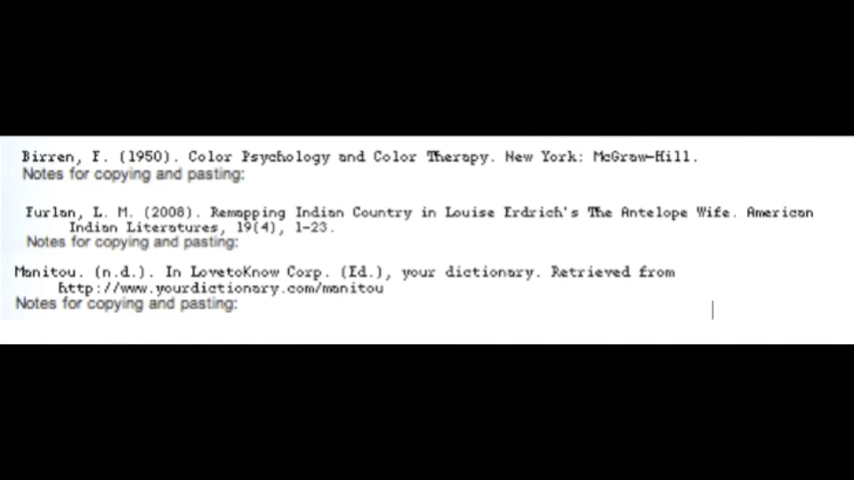 Birren, F. (1950). Color Psychology and Color Therapy. New York: McGraw-Hill.
Notes for copying and pasting:
Furlan, L. M. (2008). Remapping Indian Country in Louise Erdrich's The Antelope Wife. American
Indian Literatures, 19(4), 1-23.
Notes for copying and pasting:
Manitou. (n.d.). In LovetoKnow Corp. (Ed.), your dictionary. Retrieved from
http://www.yourdictionary.com/manitou
Notes for copying and pasting: